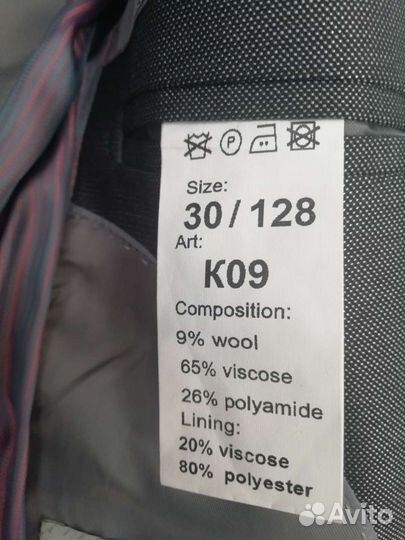 P
Size:
30 / 128
Art:
K09
Composition:
9% wool
65% viscose
26% polyamide
Lining:
20% viscose
80% polyester
Avito